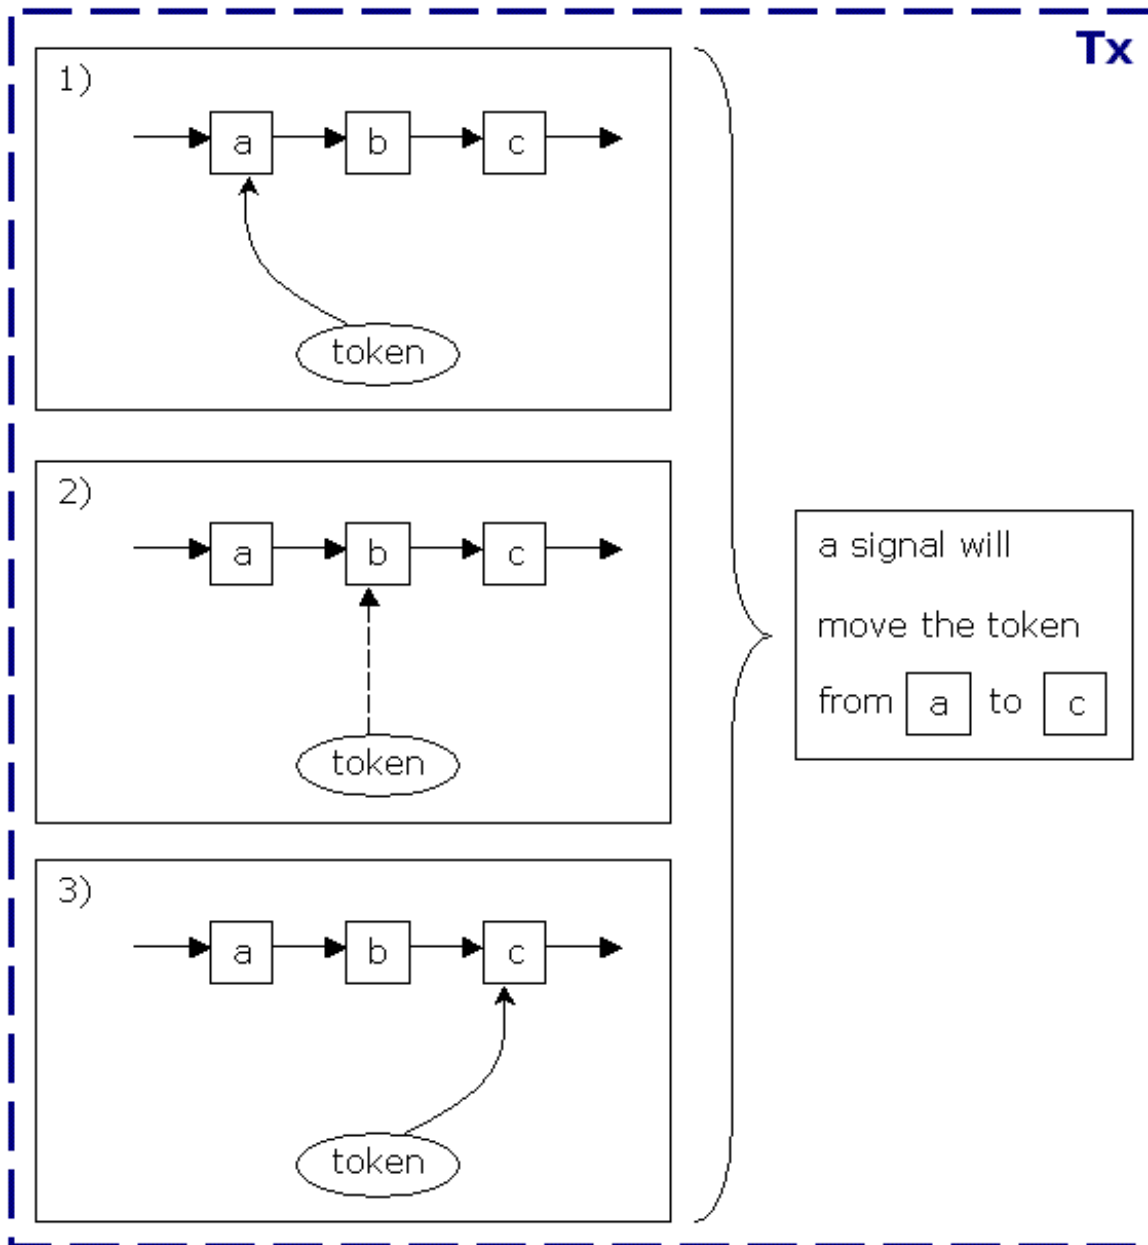 Tx
1)
a b c
token
2)
a b c
token
3)
a b c
token
a signal will
move the token
from a to c